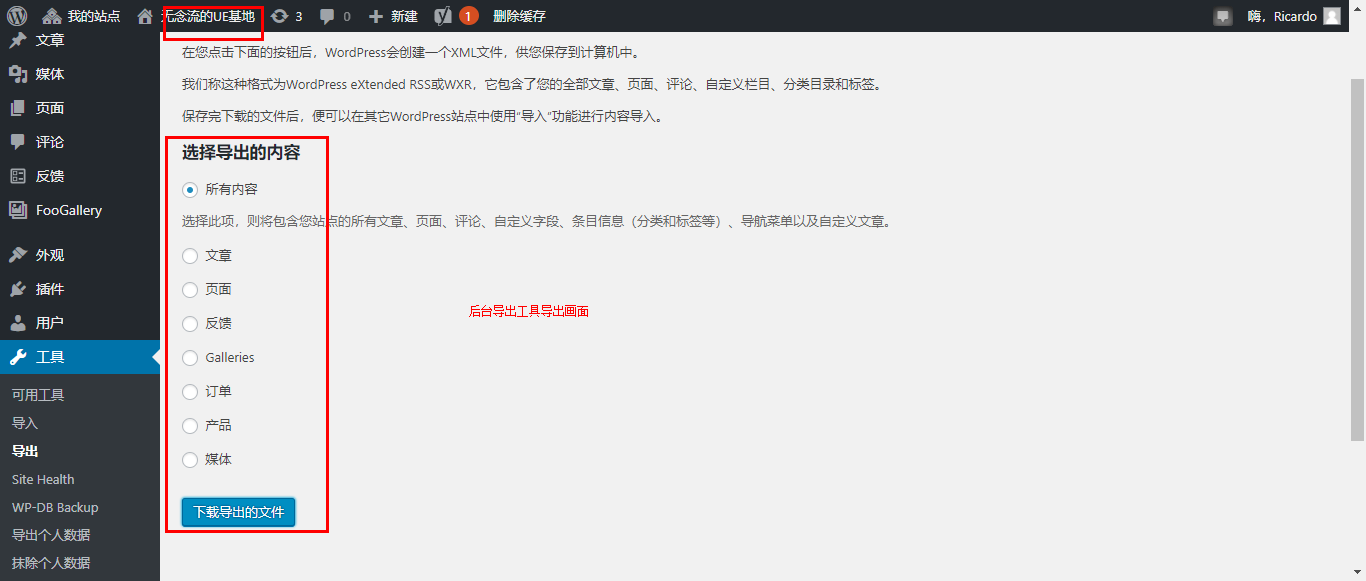 我的站点 无念流的UE基地 3 0 新建 1 删除缓存 嗨，Ricardo
文章
媒体
页面
评论
反馈
FooGallery
外观
插件
用户
工具
可用工具
导入
导出
Site Health
WP-DB Backup
导出个人数据
抹除个人数据
在您点击下面的按钮后，WordPress会创建一个XML文件，供您保存到计算机中。
我们称这种格式为WordPress eXtended RSS或WXR，它包含了您的全部文章、页面、评论、自定义栏目、分类目录和标签。
保存完下载的文件后，便可以在其它WordPress站点中使用“导入”功能进行内容导入。
选择导出的内容
所有内容
选择此项，则将包含您站点的所有文章、页面、评论、自定义字段、条目信息（分类和标签等）、导航菜单以及自定义文章。
文章
页面
反馈
Galleries
订单
产品
媒体
下载导出的文件
后台导出工具导出画面